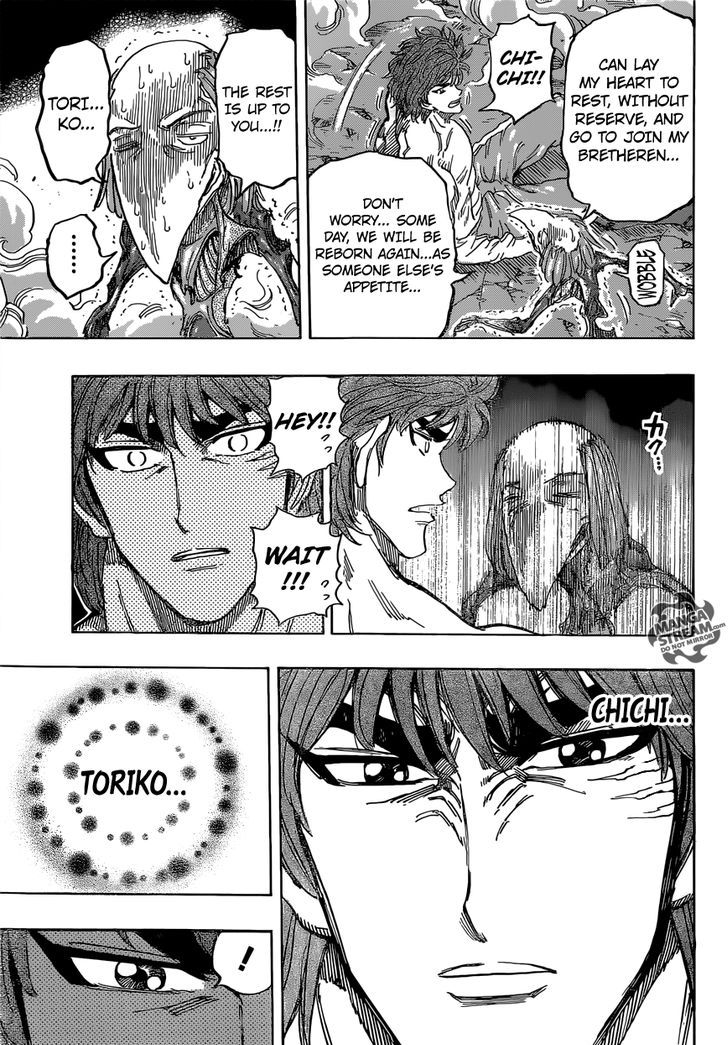 CAN LAY
MY HEART TO
REST, WITHOUT
RESERVE, AND
GO TO JOIN MY
BRETHEREN...
CHI-
CHI!!
DON'T
WORRY... SOME
DAY, WE WILL BE
REBORN AGAIN...AS
SOMEONE ELSE'S
APPETITE...
WOBBLE
THE REST
IS UP TO
YOU...!!
TORI...
KO...
......
カク...
HEY!!
WAIT
!!!
MANGA
STREAM.com
DO NOT MIRROR!
CHICHI...
TORIKO...
!